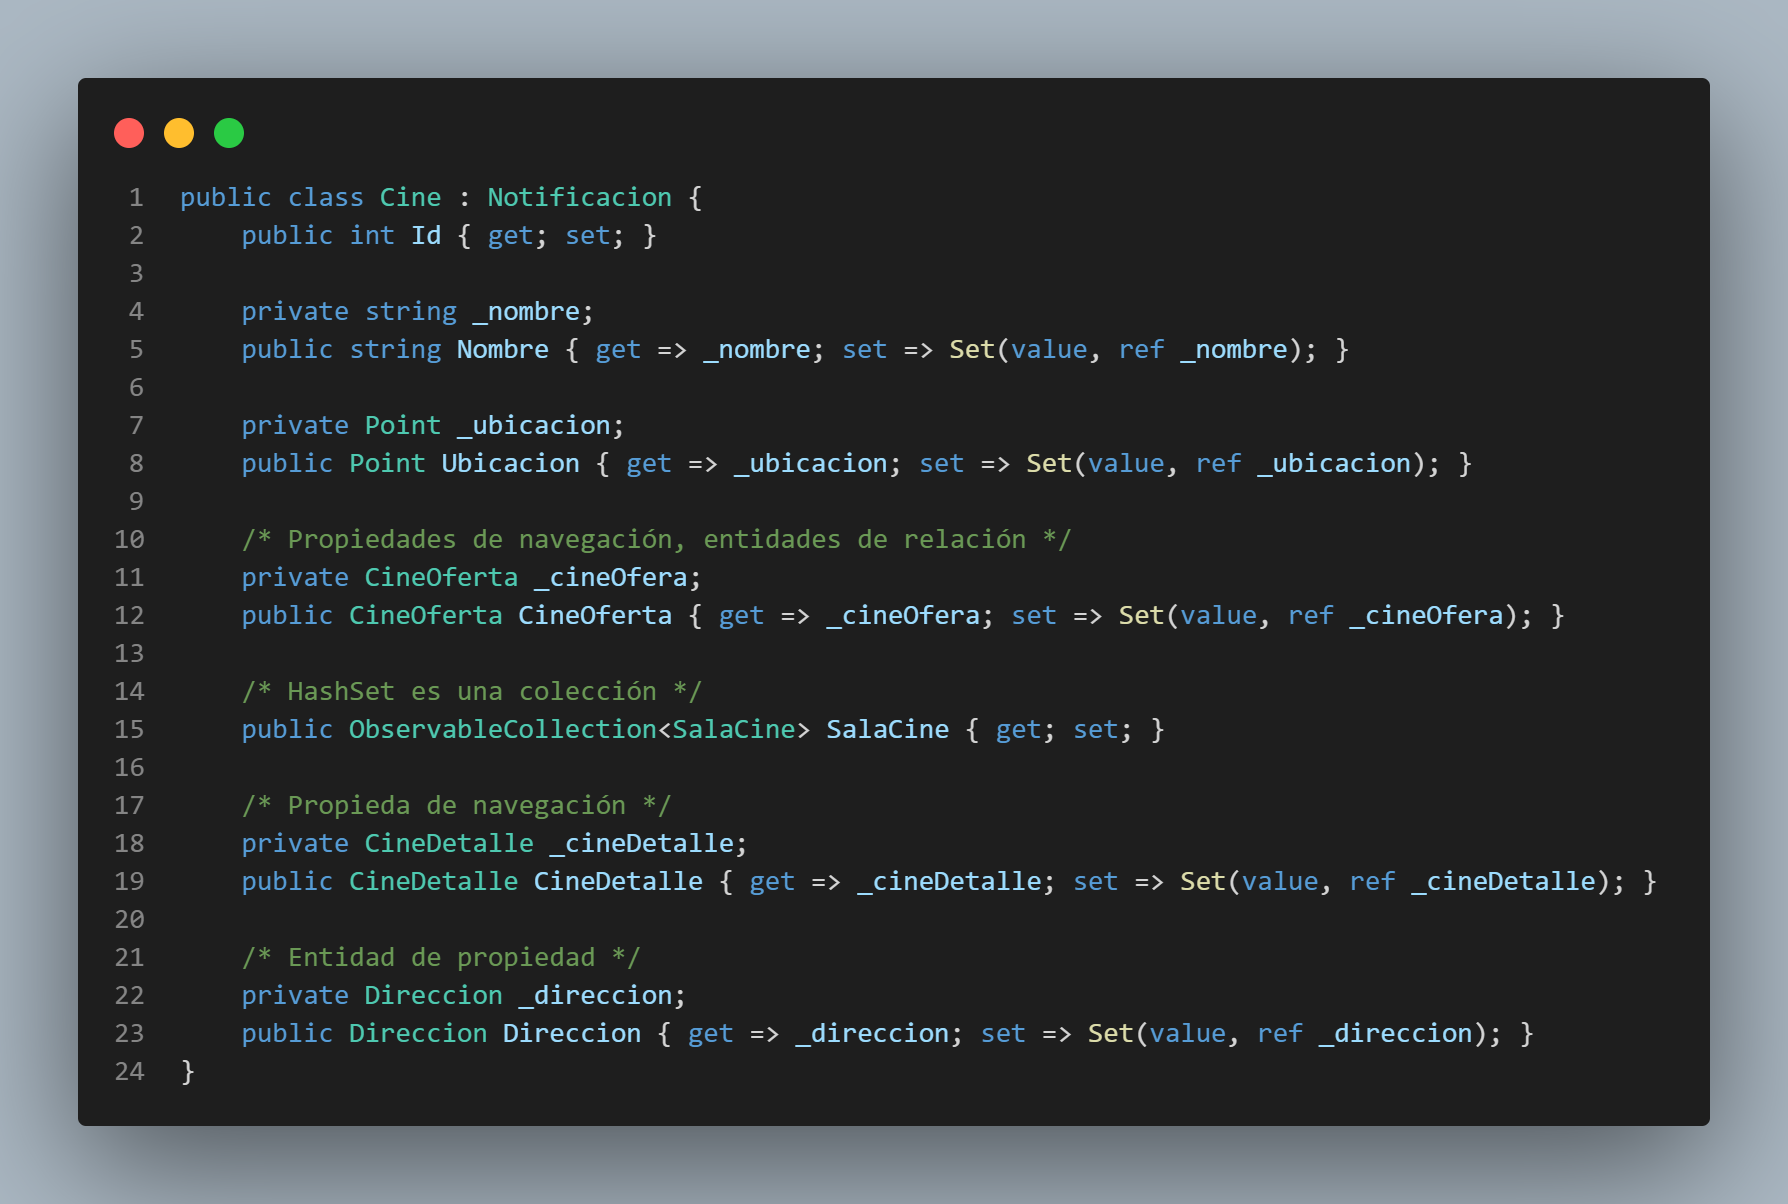 1 public class Cine : Notificacion {
2     public int Id { get; set; }
3
4     private string _nombre;
5     public string Nombre { get => _nombre; set => Set(value, ref _nombre); }
6
7     private Point _ubicacion;
8     public Point Ubicacion { get => _ubicacion; set => Set(value, ref _ubicacion); }
9
10     /* Propiedades de navegación, entidades de relación */
11     private CineOferta _cineOfera;
12     public CineOferta CineOferta { get => _cineOfera; set => Set(value, ref _cineOfera); }
13
14     /* HashSet es una colección */
15     public ObservableCollection<SalaCine> SalaCine { get; set; }
16
17     /* Propieda de navegación */
18     private CineDetalle _cineDetalle;
19     public CineDetalle CineDetalle { get => _cineDetalle; set => Set(value, ref _cineDetalle); }
20
21     /* Entidad de propiedad */
22     private Direccion _direccion;
23     public Direccion Direccion { get => _direccion; set => Set(value, ref _direccion); }
24 }